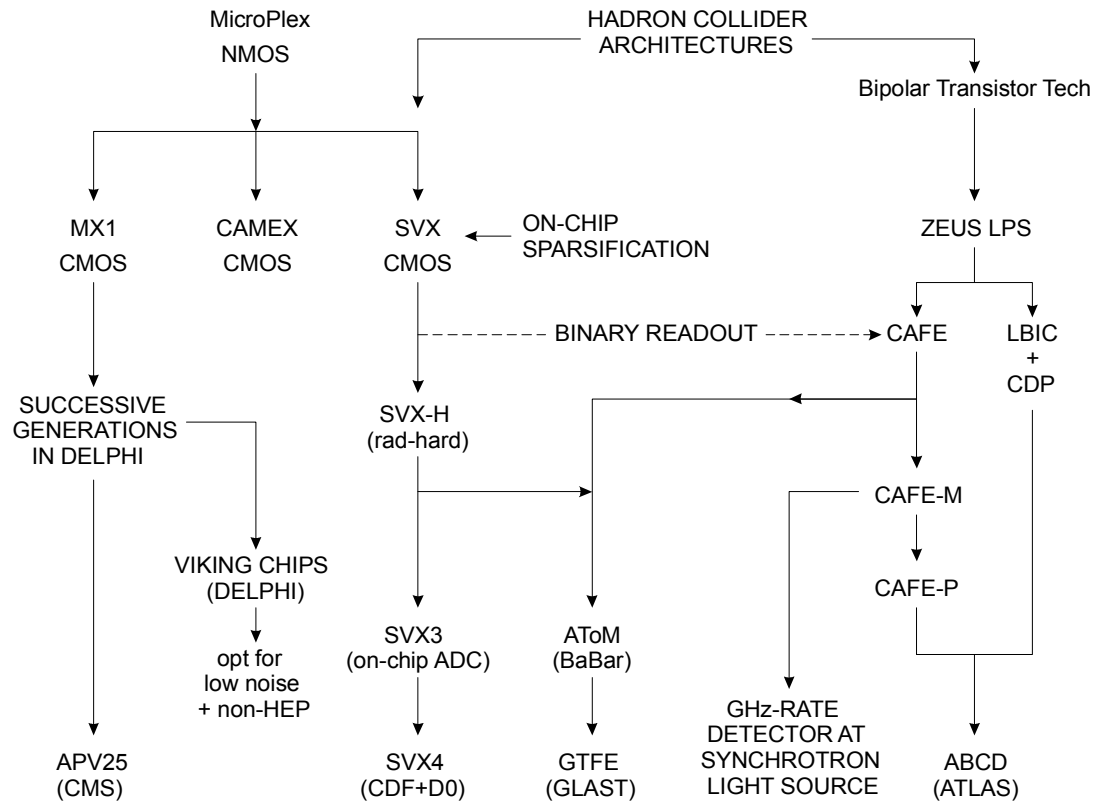 MicroPlex
NMOS
HADRON COLLIDER
ARCHITECTURES
Bipolar Transistor Tech
MX1
CMOS
CAMEX
CMOS
SVX
CMOS
ON-CHIP
SPARSIFICATION
ZEUS LPS
BINARY READOUT
CAFE
LBIC
+
CDP
SUCCESSIVE
GENERATIONS
IN DELPHI
SVX-H
(rad-hard)
CAFE-M
VIKING CHIPS
(DELPHI)
CAFE-P
opt for
low noise
+ non-HEP
SVX3
(on-chip ADC)
AToM
(BaBar)
GHz-RATE
DETECTOR AT
SYNCHROTRON
LIGHT SOURCE
APV25
(CMS)
SVX4
(CDF+D0)
GTFE
(GLAST)
ABCD
(ATLAS)